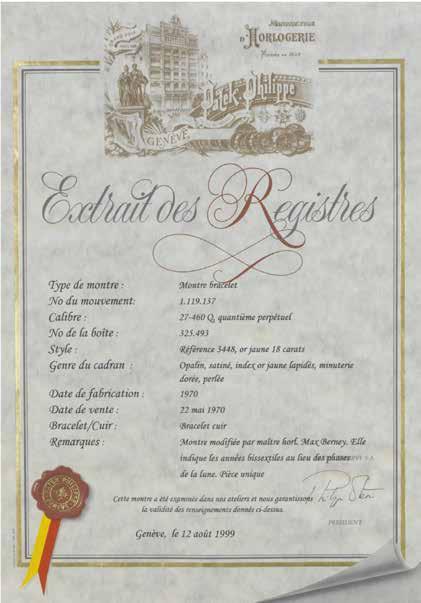 Manufacture
D'HORLOGERIE
Fondée en 1839
Patek Philippe
GENÈVE
Extrait des Registres
Type de montre : Montre bracelet
No du mouvement: 1.119.137
Calibre : 27-460 Q, quantième perpétuel
No de la boîte : 325.493
Style : Référence 3448, or jaune 18 carats
Genre du cadran : Opalin, satiné, index or jaune lapidés, minuterie
dorée, perlée
Date de fabrication : 1970
Date de vente : 22 mai 1970
Bracelet/Cuir : Bracelet cuir
Remarques : Montre modifiée par maître horl. Max Berney. Elle
indique les années bissextiles au lieu des phases
de la lune. Pièce unique
Cette montre a été examinée dans nos ateliers et nous garantissons
la validité des renseignements donnés ci-dessus.
PRÉSIDENT
Genève, le 12 août 1999